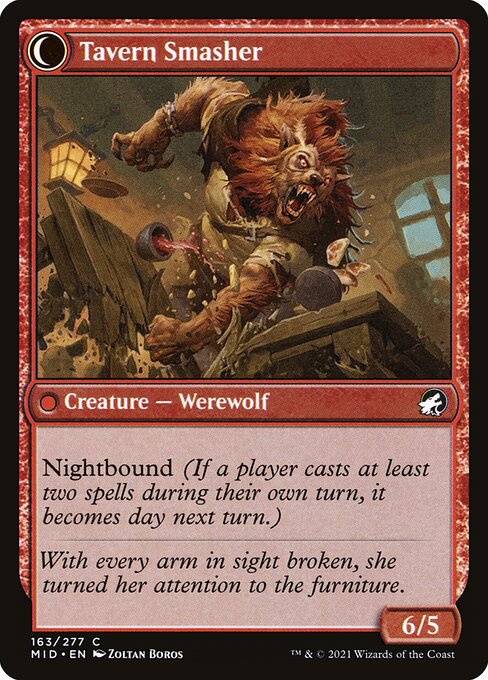 Tavern Smasher
Creature — Werewolf
Nightbound (If a player casts at least
two spells during their own turn, it
becomes day next turn.)
With every arm in sight broken, she
turned her attention to the furniture.
6/5
163/277 C
MID • EN Zoltan Boros
™ & © 2021 Wizards of the Coast